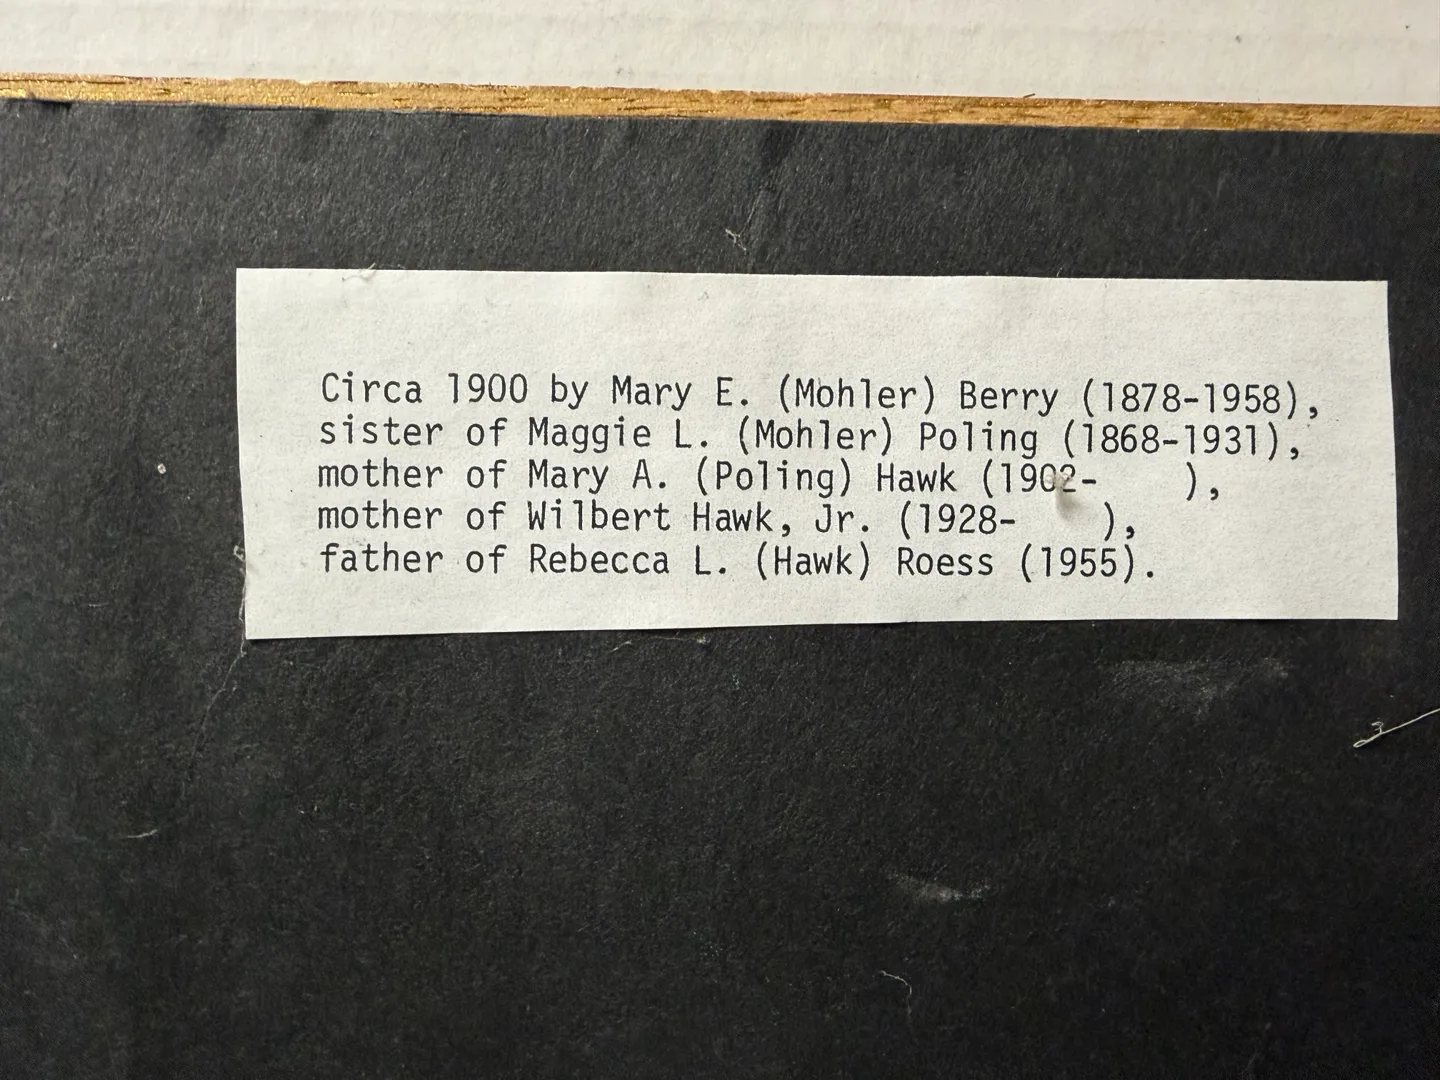 Circa 1900 by Mary E. (Mohler) Berry (1878-1958),
sister of Maggie L. (Mohler) Poling (1868-1931),
mother of Mary A. (Poling) Hawk (1902-    ),
mother of Wilbert Hawk, Jr. (1928-    ),
father of Rebecca L. (Hawk) Roess (1955).